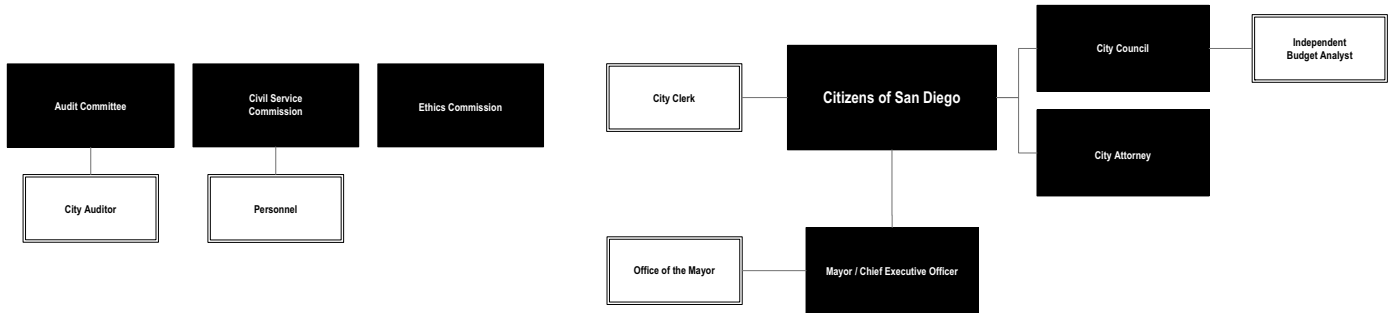 Audit Committee
Civil Service
Commission
Ethics Commission
City Auditor
Personnel
City Clerk
Citizens of San Diego
City Council
Independent
Budget Analyst
City Attorney
Office of the Mayor
Mayor / Chief Executive Officer